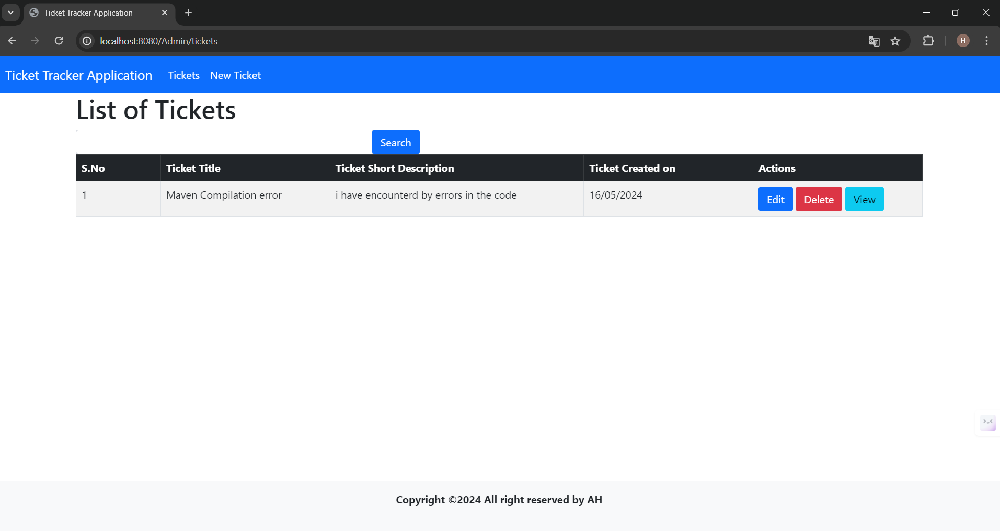 Ticket Tracker Application
localhost:8080/Admin/tickets
H
Ticket Tracker Application Tickets New Ticket
List of Tickets
Search
S.No Ticket Title Ticket Short Description Ticket Created on Actions
1 Maven Compilation error i have encounterd by errors in the code 16/05/2024 Edit Delete View
Copyright ©2024 All right reserved by AH